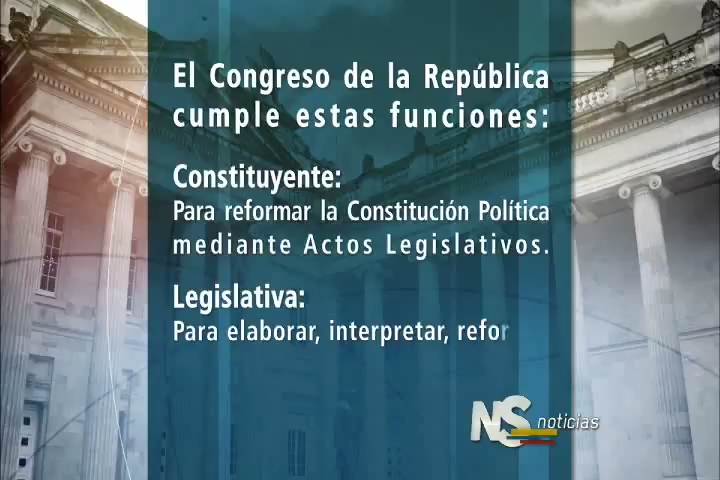 El Congreso de la República
cumple estas funciones:
Constituyente:
Para reformar la Constitución Política
mediante Actos Legislativos.
Legislativa:
Para elaborar, interpretar, refor
NS noticias